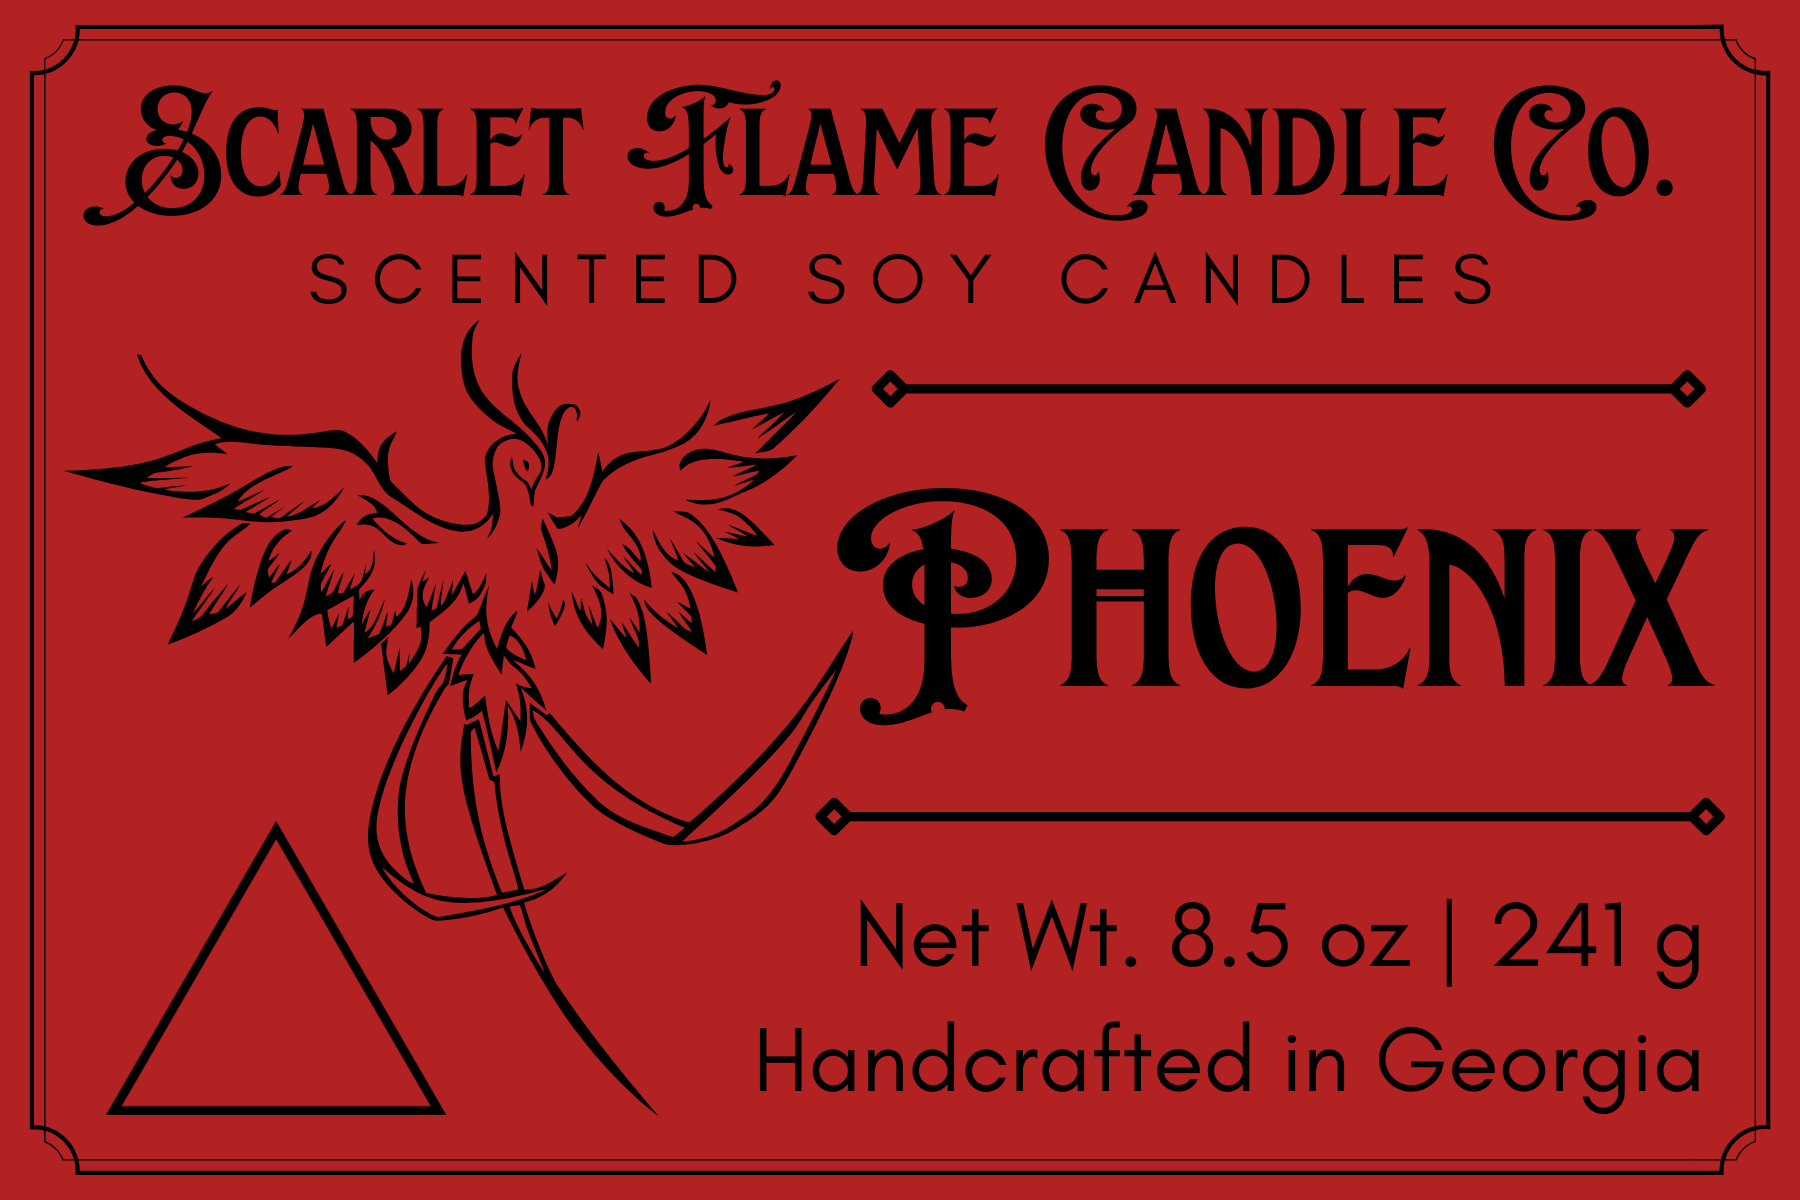 Scarlet Flame Candle Co.
SCENTED SOY CANDLES
Phoenix
Net Wt. 8.5 oz | 241 g
Handcrafted in Georgia